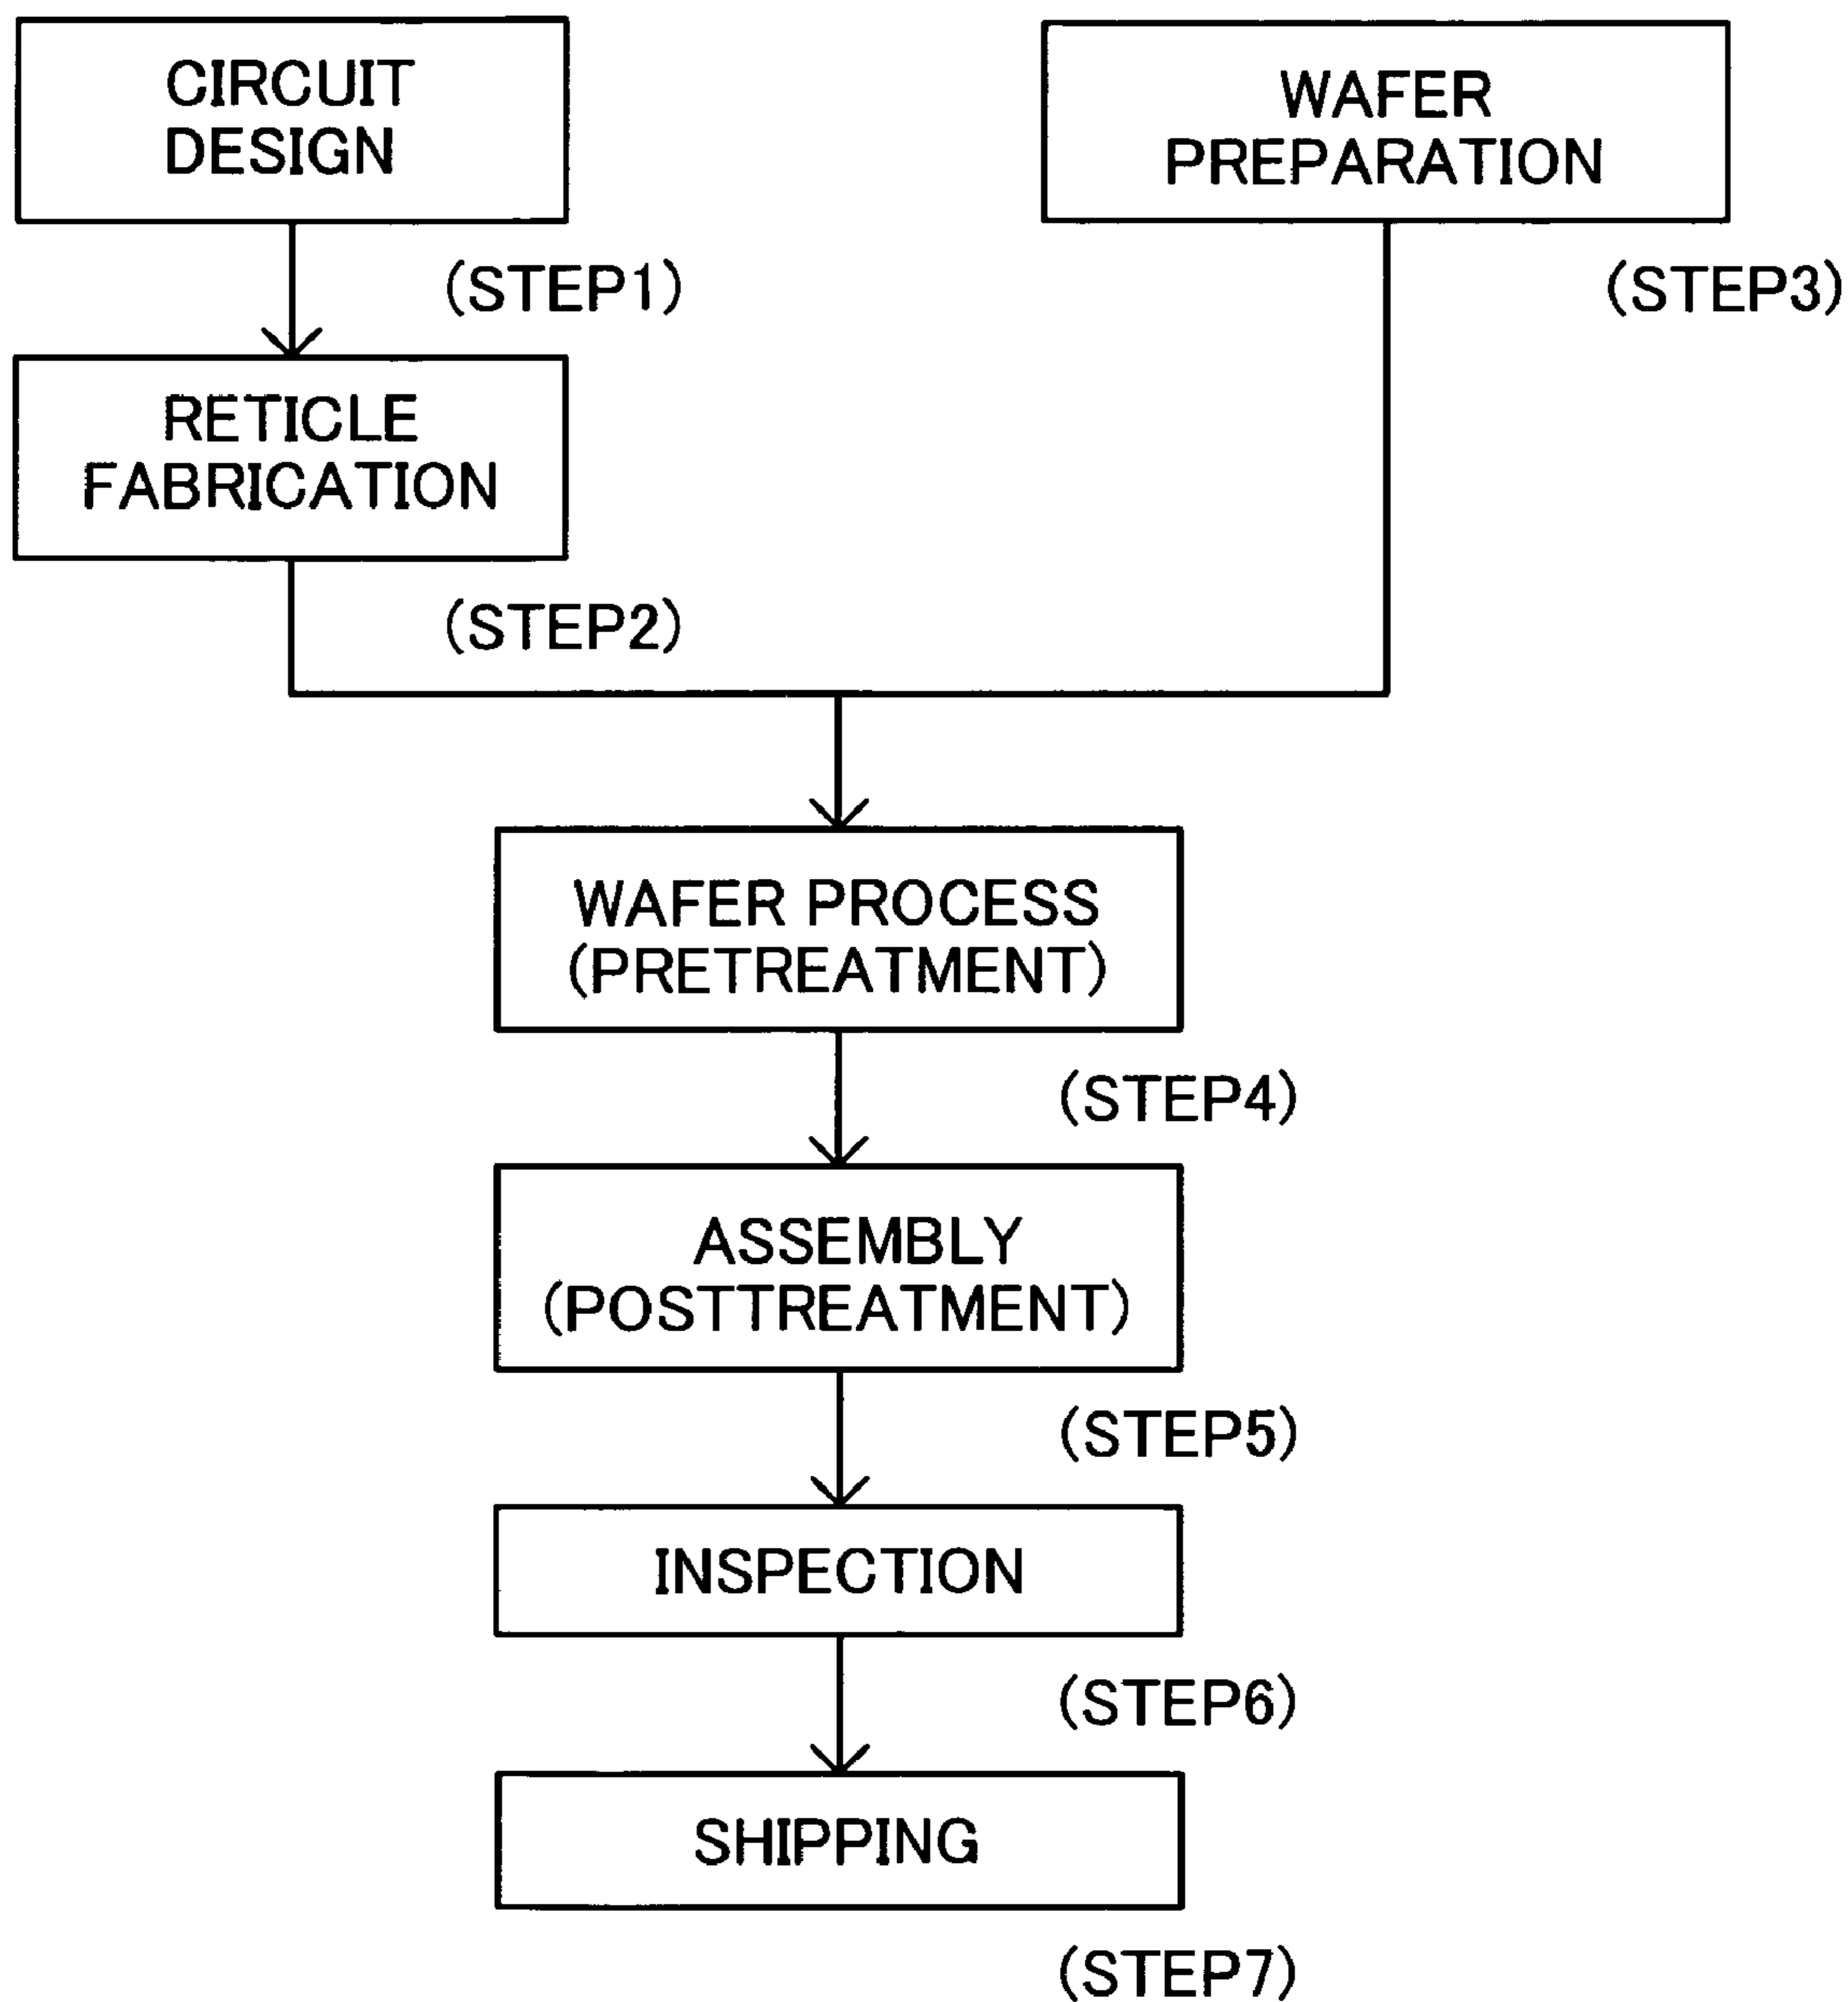 CIRCUIT
DESIGN
(STEP1)
RETICLE
FABRICATION
(STEP2)
WAFER
PREPARATION
(STEP3)
WAFER PROCESS
(PRETREATMENT)
(STEP4)
ASSEMBLY
(POSTTREATMENT)
(STEP5)
INSPECTION
(STEP6)
SHIPPING
(STEP7)